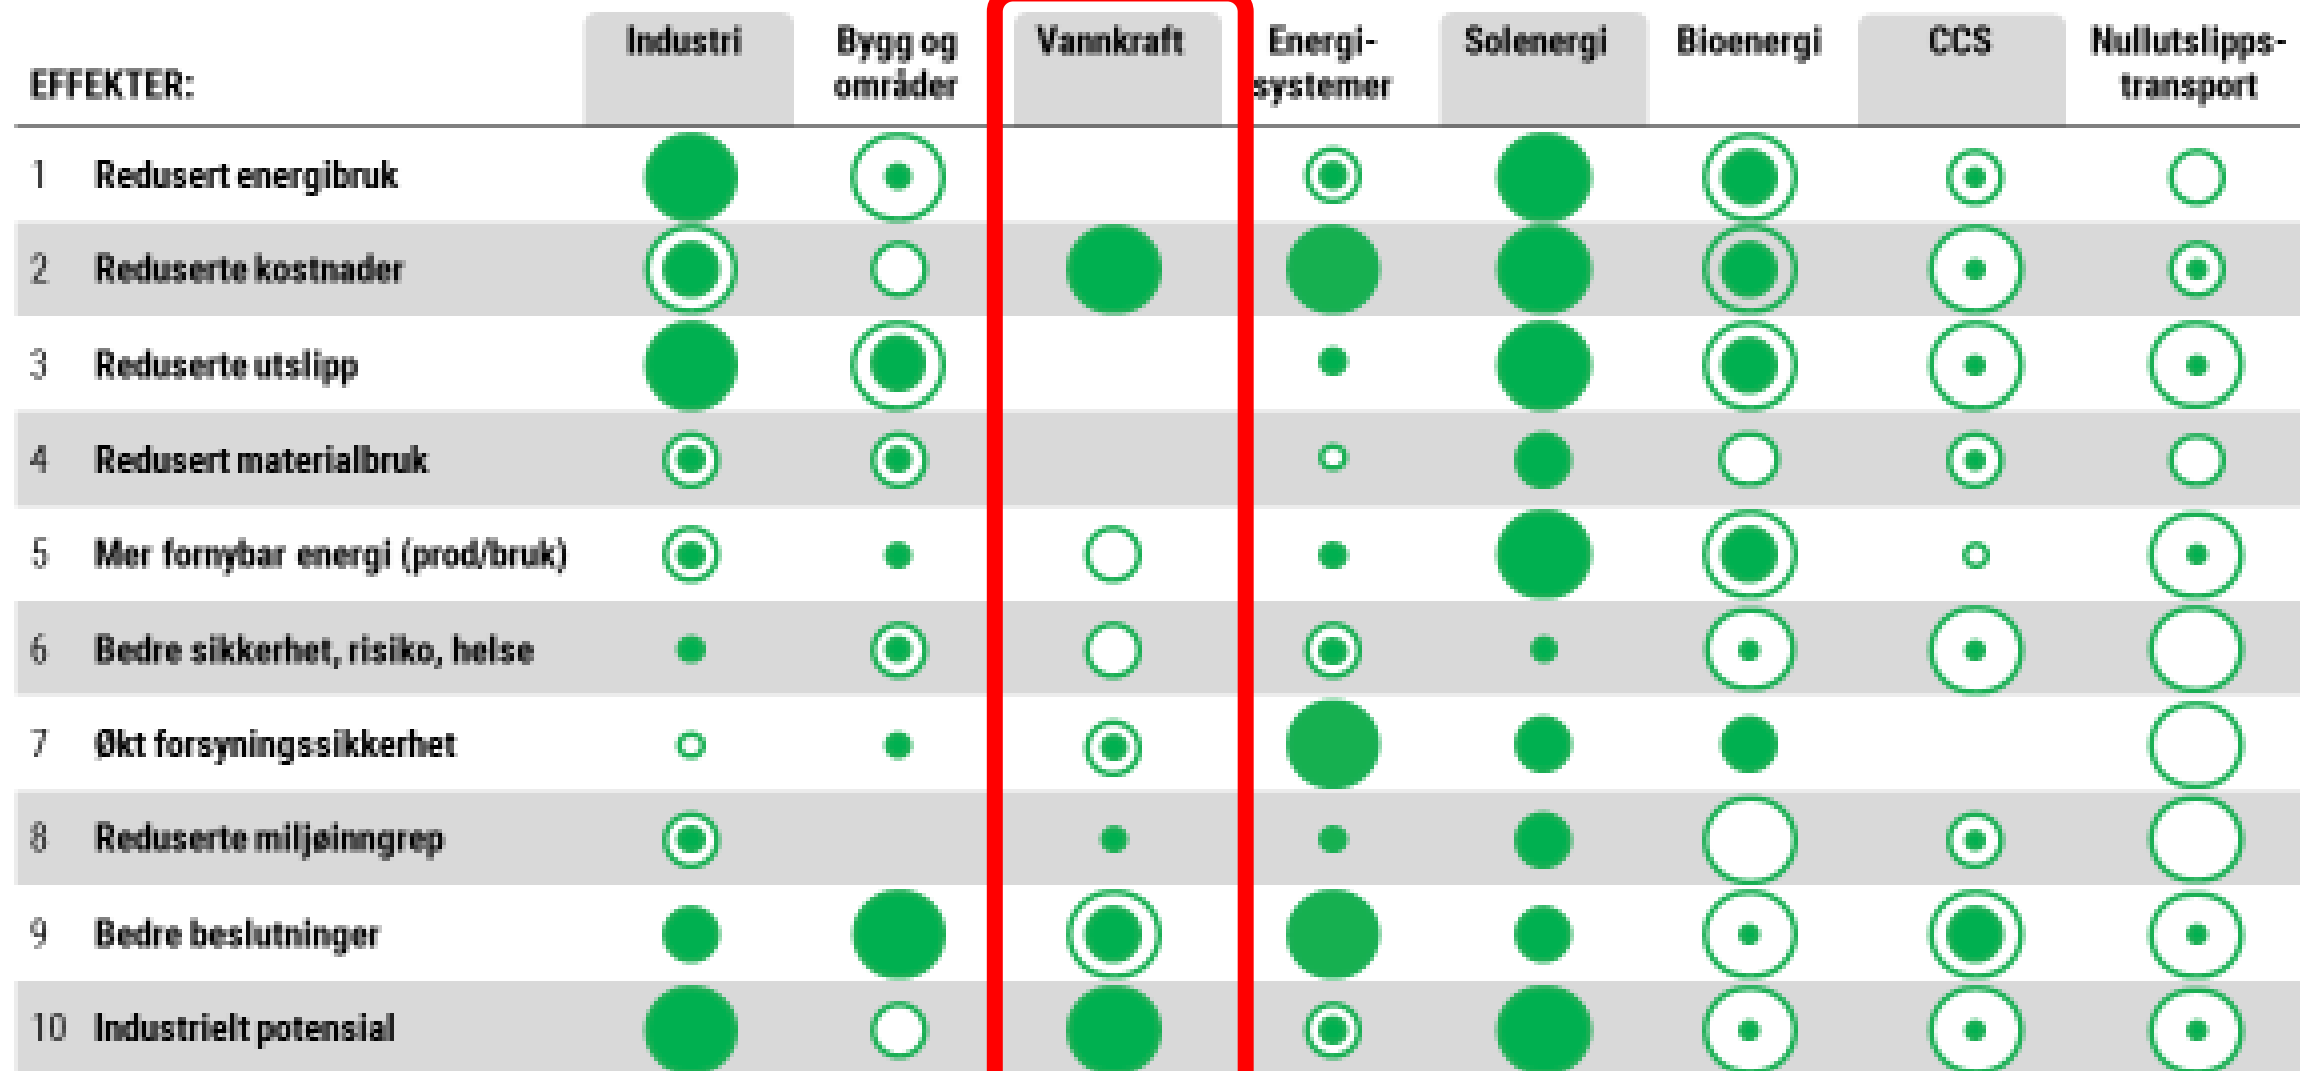 EFFEKTER:
Industri
Bygg og
områder
Vannkraft
Energi-
systemer
Solenergi
Bioenergi
CCS
Nullutslipps-
transport
1 Redusert energibruk
2 Reduserte kostnader
3 Reduserte utslipp
4 Redusert materialbruk
5 Mer fornybar energi (prod/bruk)
6 Bedre sikkerhet, risiko, helse
7 Økt forsyningssikkerhet
8 Reduserte miljøinngrep
9 Bedre beslutninger
10 Industrielt potensial